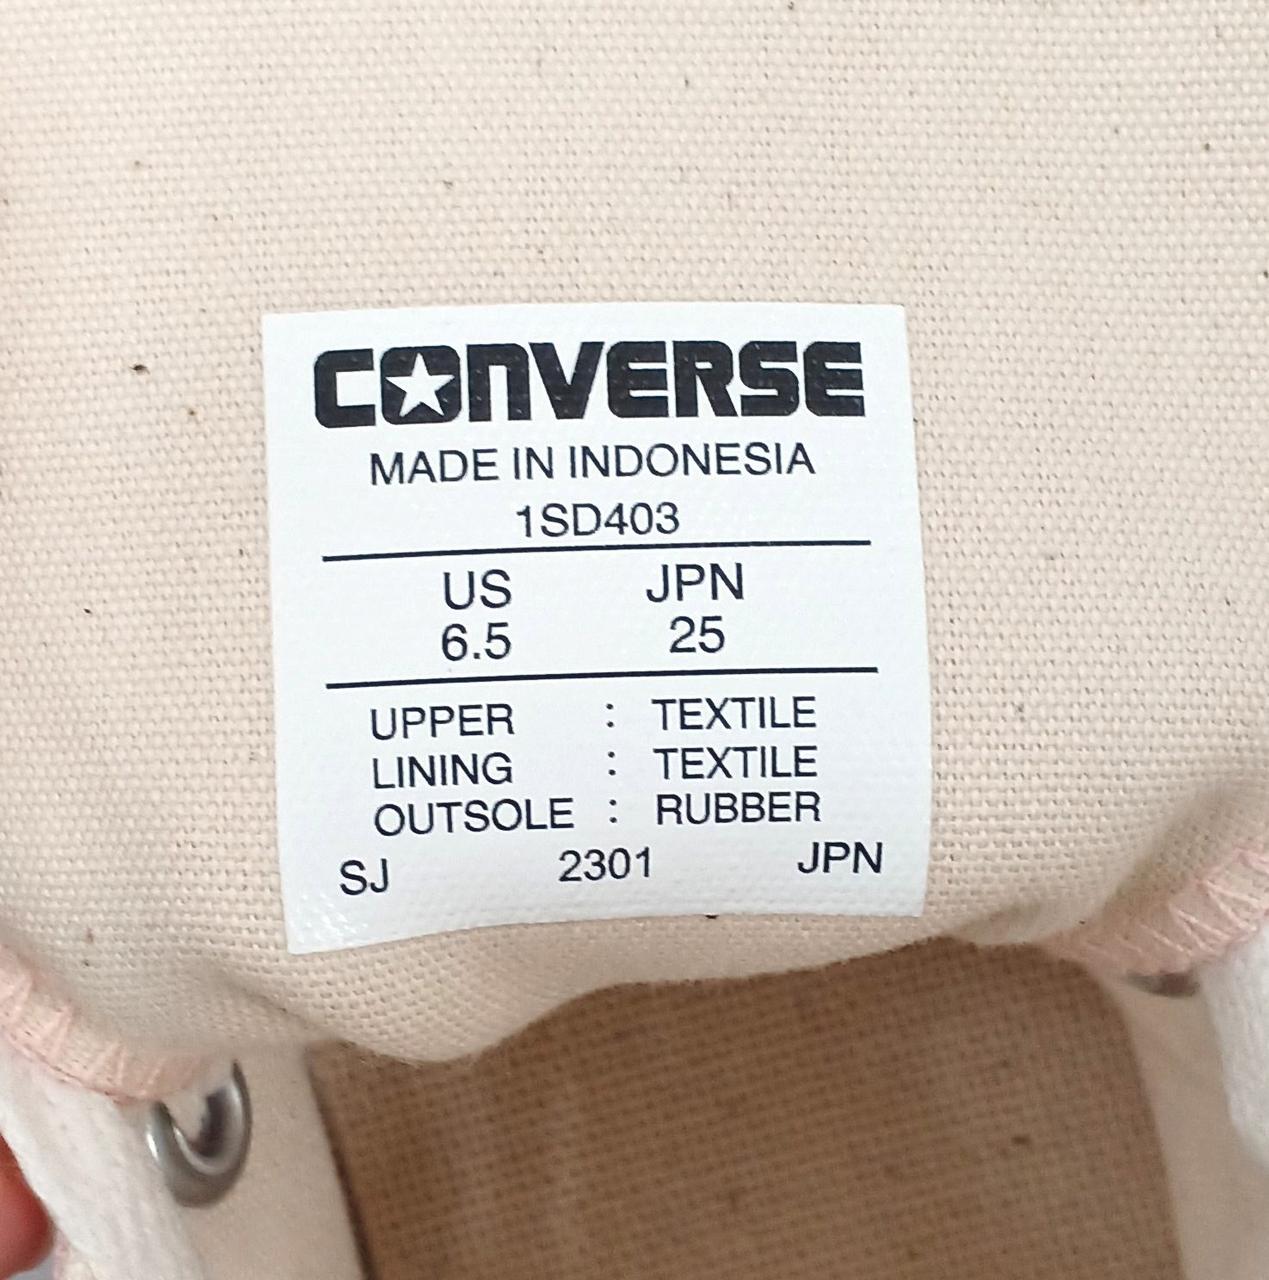 CONVERSE
MADE IN INDONESIA
1SD403
US JPN
6.5 25
UPPER : TEXTILE
LINING : TEXTILE
OUTSOLE : RUBBER
SJ 2301 JPN